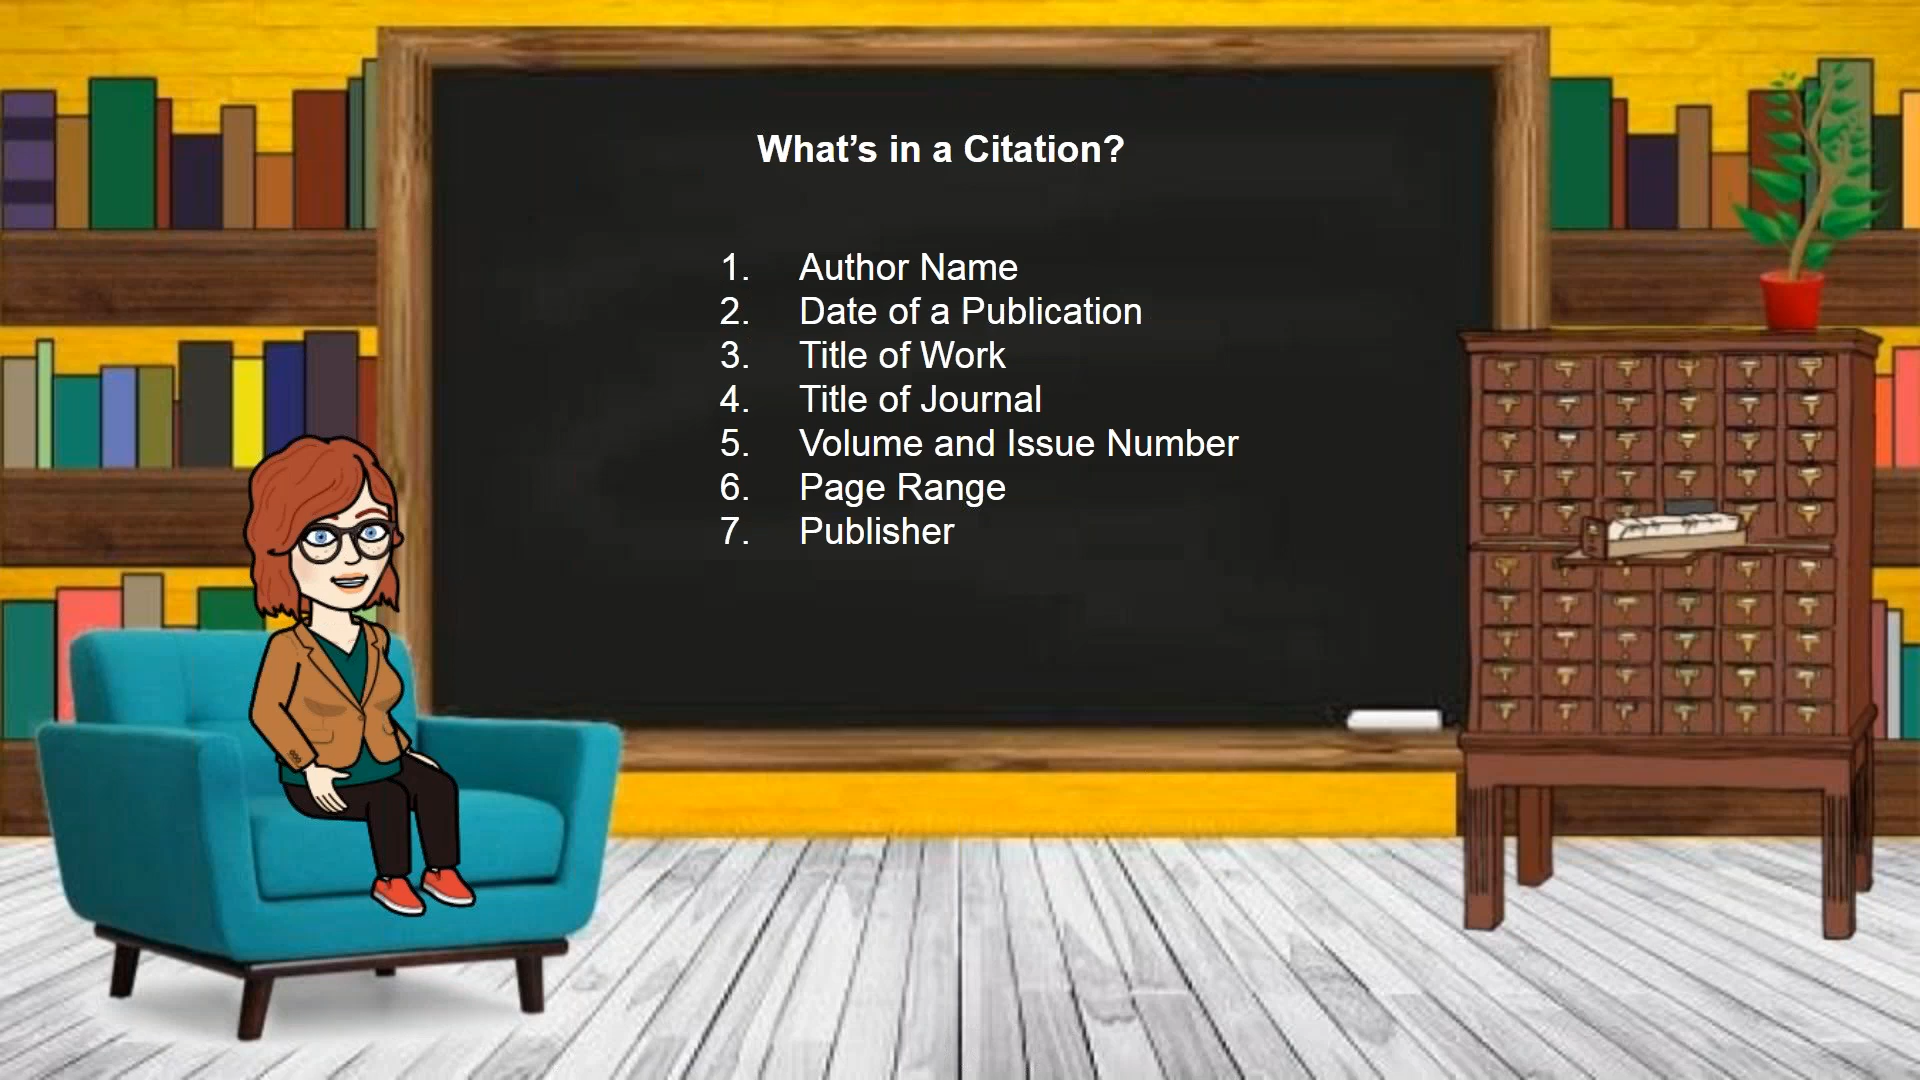 What’s in a Citation?
1. Author Name
2. Date of a Publication
3. Title of Work
4. Title of Journal
5. Volume and Issue Number
6. Page Range
7. Publisher